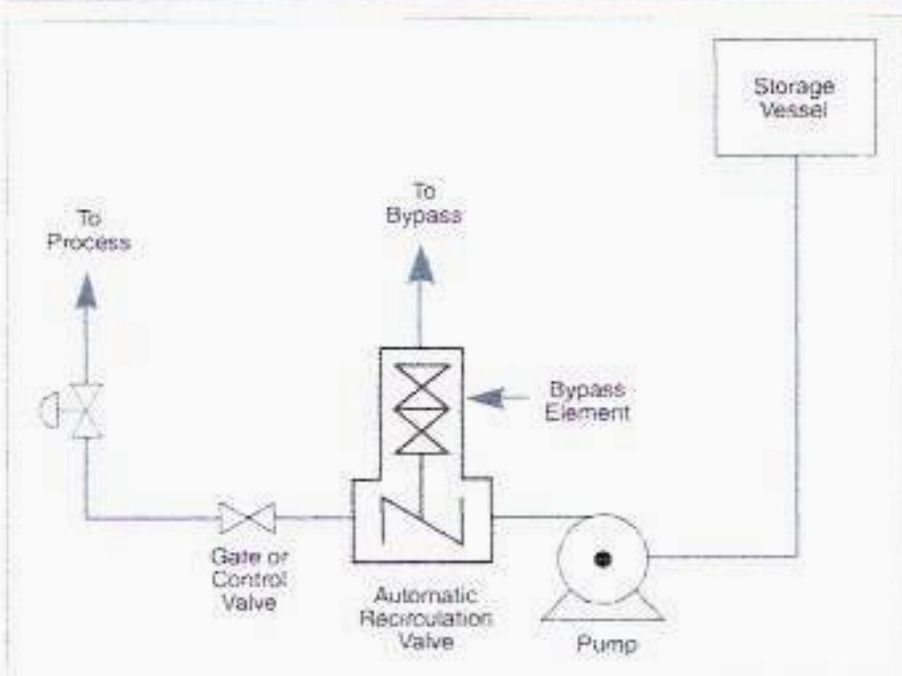 Storage
Vessel
To
Process
To
Bypass
Bypass
Element
Gate or
Control
Valve
Automatic
Recirculation
Valve
Pump